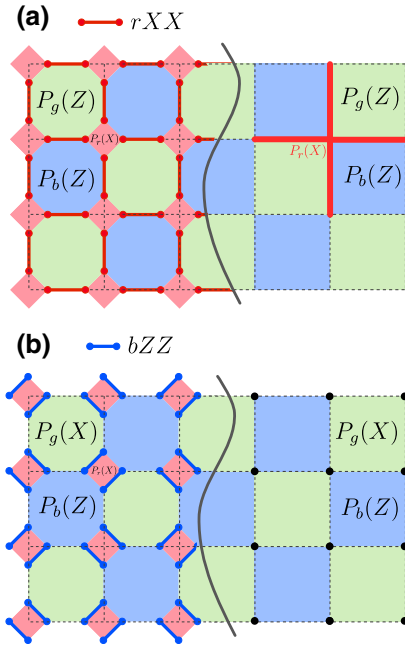 (a) rXX
P_g(Z) P_g(Z)
P_r(X) P_r(X)
P_b(Z) P_b(Z)
(b) bZZ
P_g(X) P_g(X)
P_r(X)
P_b(Z) P_b(Z)